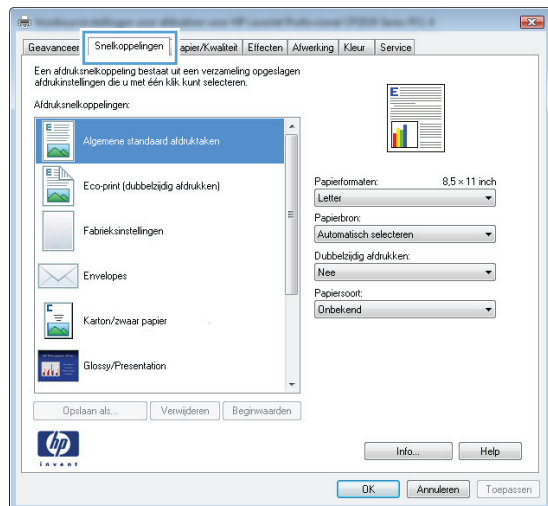 Geavanceer
Snelkoppelingen
apier/Kwaliteit
Effecten
Afwerking
Kleur
Service
Een afdruksnelkoppeling bestaat uit een verzameling opgeslagen
afdrukinstellingen die u met één klik kunt selecteren.
Afdruksnelkoppelingen:
Algemene standaard afdruktaken
Eco-print (dubbelzijdig afdrukken)
Fabrieksinstellingen
Envelopes
Karton/zwaar papier
Glossy/Presentation
Opslaan als...
Verwijderen
Beginwaarden
Papierformaten: 8,5 × 11 inch
Letter
Papierbron:
Automatisch selecteren
Dubbelzijdig afdrukken:
Nee
Papiersoort:
Onbekend
hp
invent
Info...
Help
OK
Annuleren
Toepassen